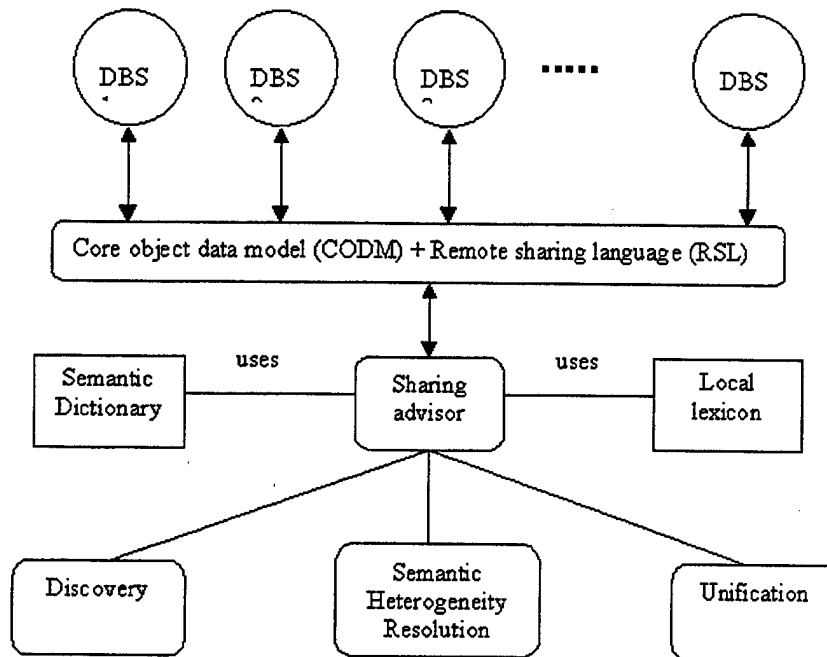 DBS
DBS
DBS
DBS
Core object data model (CODM) + Remote sharing language (RSL)
uses
uses
Semantic
Dictionary
Sharing
advisor
Local
lexicon
Discovery
Semantic
Heterogeneity
Resolution
Unification